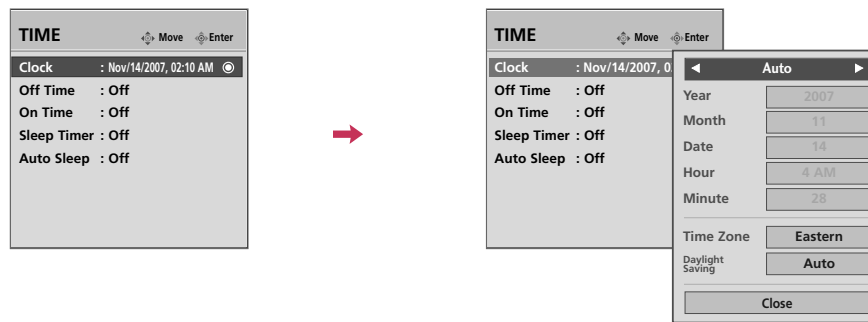 TIME
Move Enter
Clock : Nov/14/2007, 02:10 AM
Off Time : Off
On Time : Off
Sleep Timer : Off
Auto Sleep : Off
TIME
Move Enter
Clock : Nov/14/2007, 0
Off Time : Off
On Time : Off
Sleep Timer : Off
Auto Sleep : Off
Auto
Year 2007
Month 11
Date 14
Hour 4 AM
Minute 28
Time Zone Eastern
Daylight
Saving Auto
Close